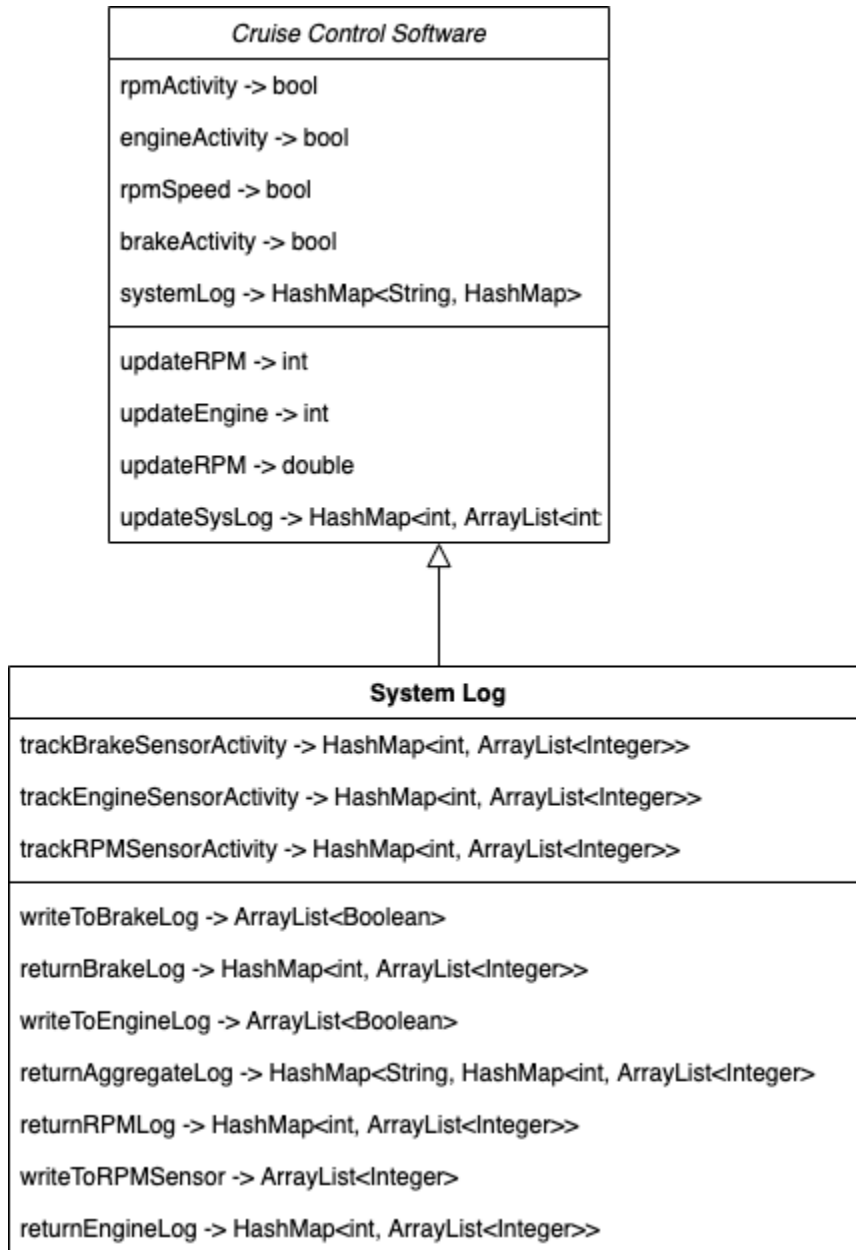 Cruise Control Software
rpmActivity -> bool
engineActivity -> bool
rpmSpeed -> bool
brakeActivity -> bool
systemLog -> HashMap<String, HashMap>
updateRPM -> int
updateEngine -> int
updateRPM -> double
updateSysLog -> HashMap<int, ArrayList<int
System Log
trackBrakeSensorActivity -> HashMap<int, ArrayList<Integer>>
trackEngineSensorActivity -> HashMap<int, ArrayList<Integer>>
trackRPMSensorActivity -> HashMap<int, ArrayList<Integer>>
writeToBrakeLog -> ArrayList<Boolean>
returnBrakeLog -> HashMap<int, ArrayList<Integer>>
writeToEngineLog -> ArrayList<Boolean>
returnAggregateLog -> HashMap<String, HashMap<int, ArrayList<Integer>
returnRPMLog -> HashMap<int, ArrayList<Integer>>
writeToRPMSensor -> ArrayList<Integer>
returnEngineLog -> HashMap<int, ArrayList<Integer>>